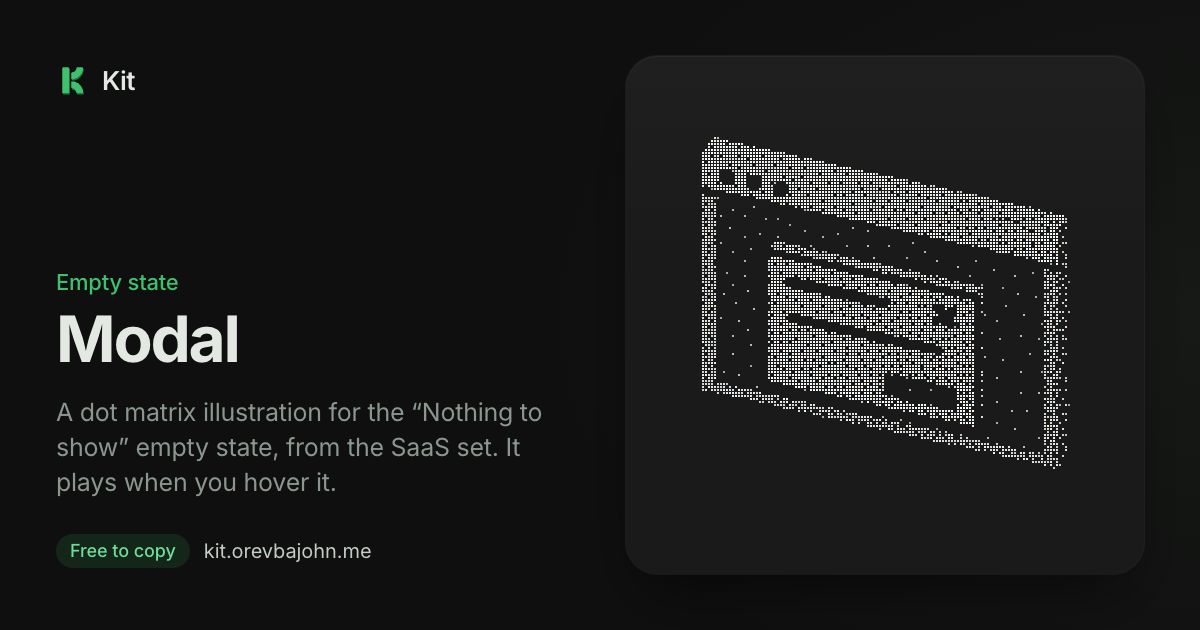 Kit
Empty state
Modal
A dot matrix illustration for the “Nothing to
show” empty state, from the SaaS set. It
plays when you hover it.
Free to copy
kit.orevbajohn.me